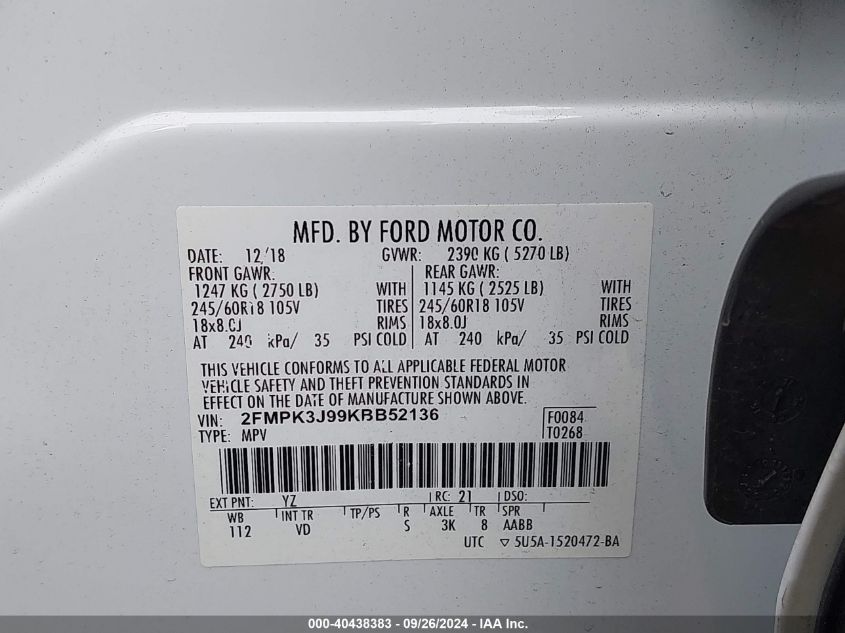 MFD. BY FORD MOTOR CO.
DATE: 12/18 GVWR: 2390 KG ( 5270 LB)
FRONT GAWR: REAR GAWR:
1247 KG ( 2750 LB) WITH 1145 KG ( 2525 LB) WITH
245/60R18 105V TIRES 245/60R18 105V TIRES
18x8.0J RIMS 18x8.0J RIMS
AT 240 kPa/ 35 PSI COLD AT 240 kPa/ 35 PSI COLD
THIS VEHICLE CONFORMS TO ALL APPLICABLE FEDERAL MOTOR
VEHICLE SAFETY AND THEFT PREVENTION STANDARDS IN
EFFECT ON THE DATE OF MANUFACTURE SHOWN ABOVE.
VIN: 2FMPK3J99KBB52136 F0084
TYPE: MPV T0268
EXT PNT: YZ RC: 21 DSO:
WB INT TR TP/PS R AXLE TR SPR
112 VD S 3K 8 AABB
UTC ▽ 5U5A-1520472-BA
000-40438383 - 09/26/2024 - IAA Inc.